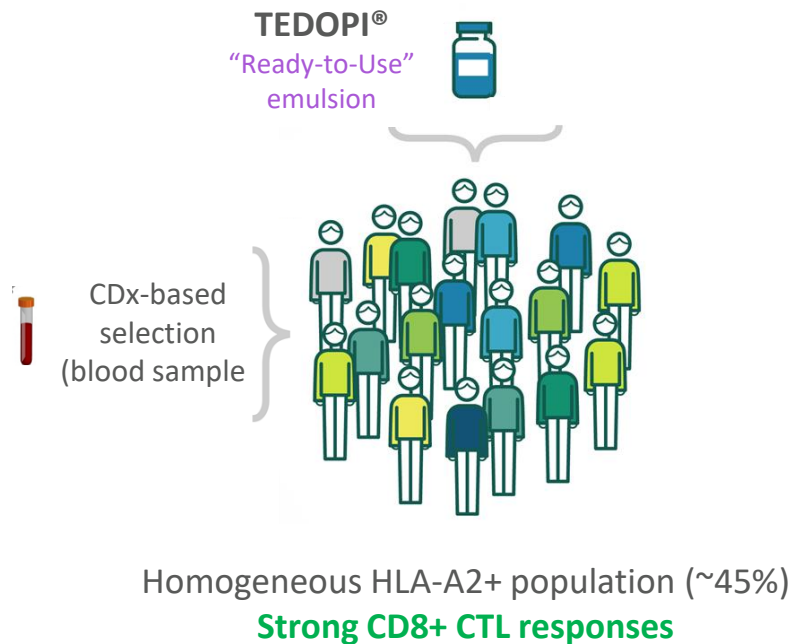 TEDOPI®
“Ready-to-Use”
emulsion
CDx-based
selection
(blood sample
Homogeneous HLA-A2+ population (~45%)
Strong CD8+ CTL responses